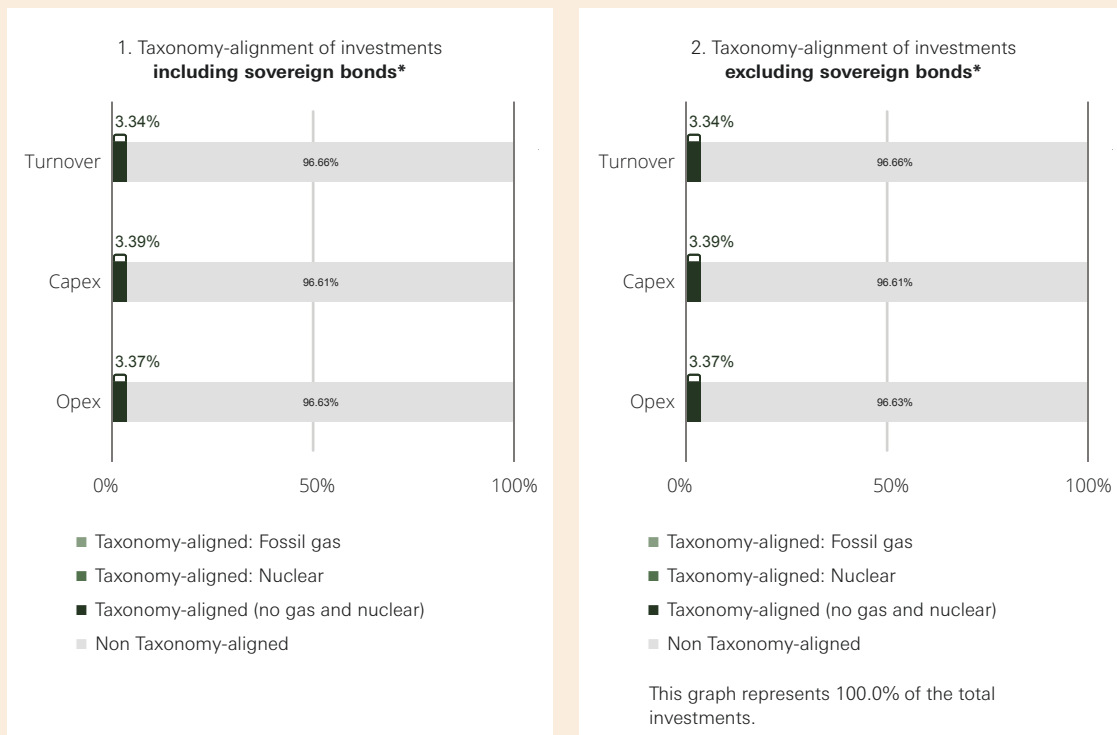 1. Taxonomy-alignment of investments
including sovereign bonds*
3.34%
Turnover
96.66%
3.39%
Capex
96.61%
3.37%
Opex
96.63%
0%
50%
100%
Taxonomy-aligned: Fossil gas
Taxonomy-aligned: Nuclear
Taxonomy-aligned (no gas and nuclear)
Non Taxonomy-aligned
2. Taxonomy-alignment of investments
excluding sovereign bonds*
3.34%
Turnover
96.66%
3.39%
Capex
96.61%
3.37%
Opex
96.63%
0%
50%
100%
Taxonomy-aligned: Fossil gas
Taxonomy-aligned: Nuclear
Taxonomy-aligned (no gas and nuclear)
Non Taxonomy-aligned
This graph represents 100.0% of the total
investments.